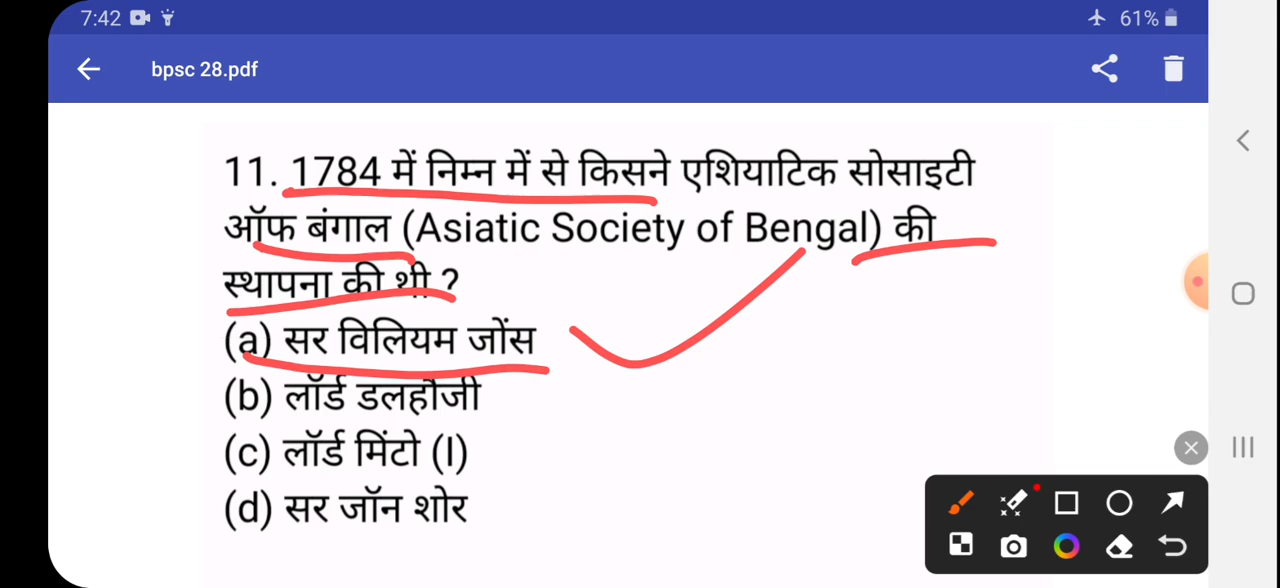 7:42
61%
bpsc 28.pdf
11. 1784 में निम्न में से किसने एशियाटिक सोसाइटी
ऑफ बंगाल (Asiatic Society of Bengal) की
स्थापना की थी ?
(a) सर विलियम जोंस
(b) लॉर्ड डलहौजी
(c) लॉर्ड मिंटो (I)
(d) सर जॉन शोर